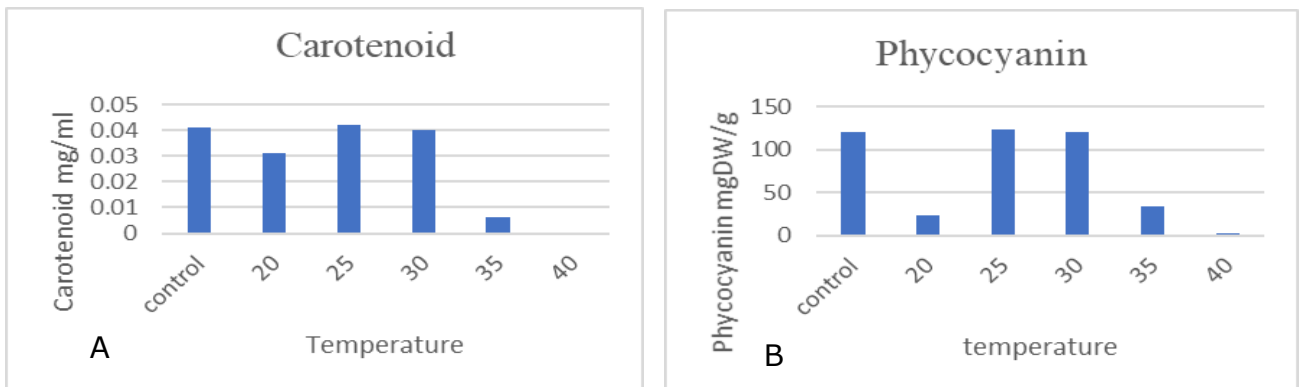 Carotenoid
Carotenoid mg/ml
0.05
0.04
0.03
0.02
0.01
0
control
20
25
30
35
40
Temperature
A
Phycocyanin
Phycocyanin mgDW/g
150
100
50
0
control
20
25
30
35
40
temperature
B